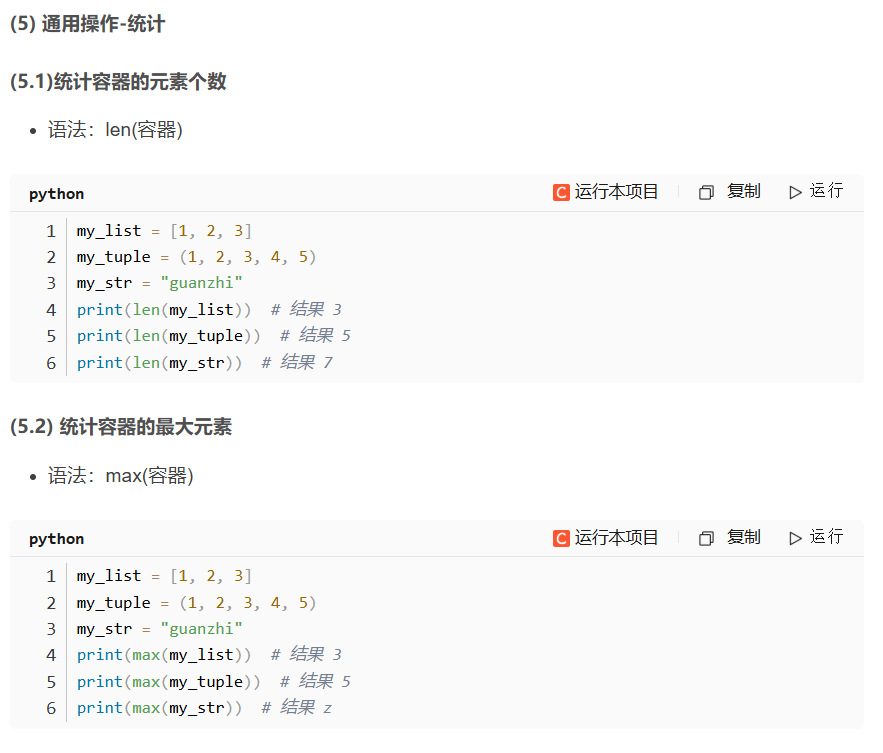 (5) 通用操作-统计
(5.1)统计容器的元素个数
• 语法：len(容器)
python C 运行本项目 复制 运行
1 my_list = [1, 2, 3]
2 my_tuple = (1, 2, 3, 4, 5)
3 my_str = "guanzhi"
4 print(len(my_list))  # 结果 3
5 print(len(my_tuple))  # 结果 5
6 print(len(my_str))  # 结果 7
(5.2) 统计容器的最大元素
• 语法：max(容器)
python C 运行本项目 复制 运行
1 my_list = [1, 2, 3]
2 my_tuple = (1, 2, 3, 4, 5)
3 my_str = "guanzhi"
4 print(max(my_list))  # 结果 3
5 print(max(my_tuple))  # 结果 5
6 print(max(my_str))  # 结果 z